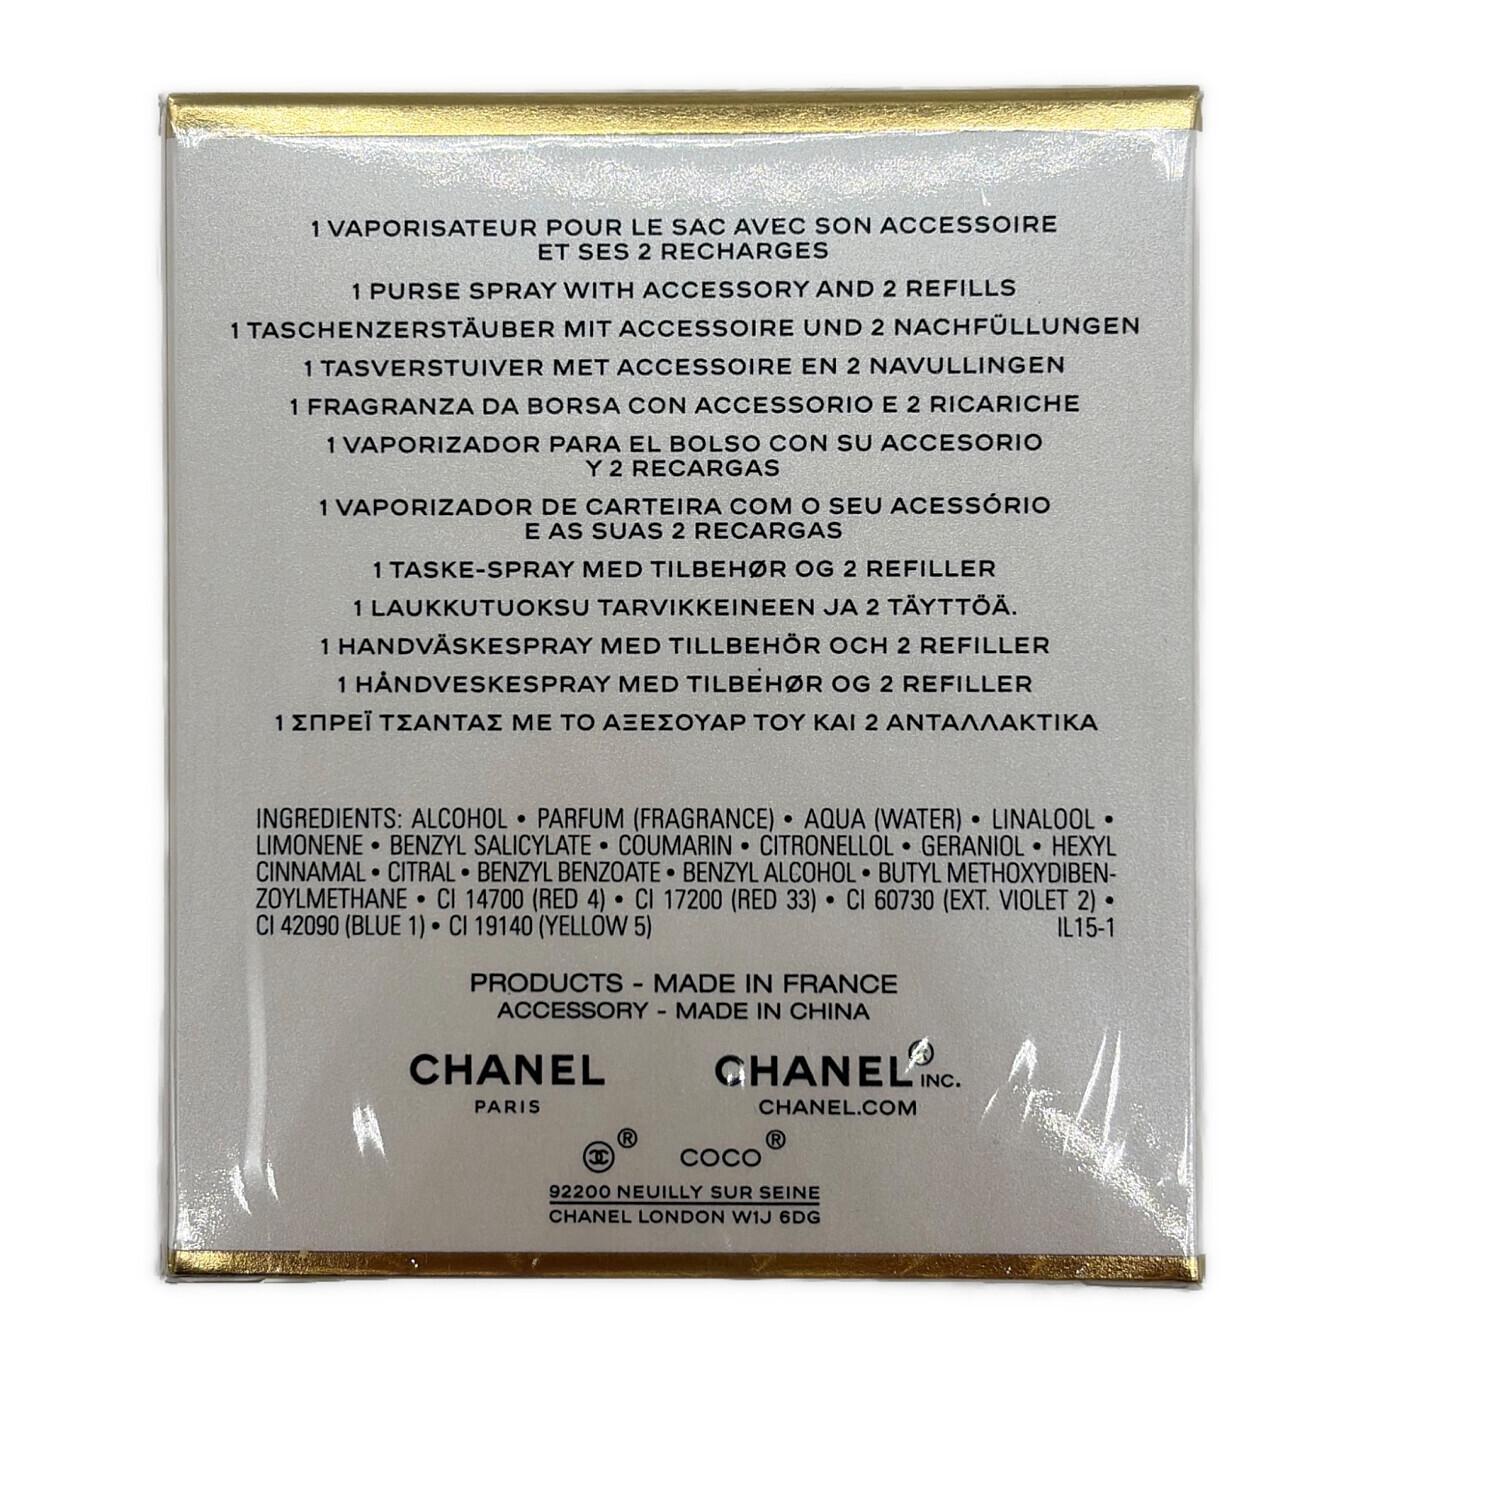 1 VAPORISATEUR POUR LE SAC AVEC SON ACCESSOIRE
ET SES 2 RECHARGES
1 PURSE SPRAY WITH ACCESSORY AND 2 REFILLS
1 TASCHENZERSTÄUBER MIT ACCESSOIRE UND 2 NACHFÜLLUNGEN
1 TASVERSTUIVER MET ACCESSOIRE EN 2 NAVULLINGEN
1 FRAGRANZA DA BORSA CON ACCESSORIO E 2 RICARICHE
1 VAPORIZADOR PARA EL BOLSO CON SU ACCESORIO
Y 2 RECARGAS
1 VAPORIZADOR DE CARTEIRA COM O SEU ACESSÓRIO
E AS SUAS 2 RECARGAS
1 TASKE-SPRAY MED TILBEHØR OG 2 REFILLER
1 LAUKKUTUOKSU TARVIKKEINEEN JA 2 TÄYTTÖÄ.
1 HANDVÄSKESPRAY MED TILLBEHÖR OCH 2 REFILLER
1 HÅNDVESKESPRAY MED TILBEHØR OG 2 REFILLER
1 ΣΠΡΕΪ ΤΣΑΝΤΑΣ ΜΕ ΤΟ ΑΞΕΣΟΥΑΡ ΤΟΥ ΚΑΙ 2 ΑΝΤΑΛΛΑΚΤΙΚΑ
INGREDIENTS: ALCOHOL • PARFUM (FRAGRANCE) • AQUA (WATER) • LINALOOL •
LIMONENE • BENZYL SALICYLATE • COUMARIN • CITRONELLOL • GERANIOL • HEXYL
CINNAMAL • CITRAL • BENZYL BENZOATE • BENZYL ALCOHOL • BUTYL METHOXYDIBEN-
ZOYLMETHANE • CI 14700 (RED 4) • CI 17200 (RED 33) • CI 60730 (EXT. VIOLET 2) •
CI 42090 (BLUE 1) • CI 19140 (YELLOW 5) IL15-1
PRODUCTS - MADE IN FRANCE
ACCESSORY - MADE IN CHINA
CHANEL CHANEL® INC.
PARIS CHANEL.COM
® COCO®
92200 NEUILLY SUR SEINE
CHANEL LONDON W1J 6DG